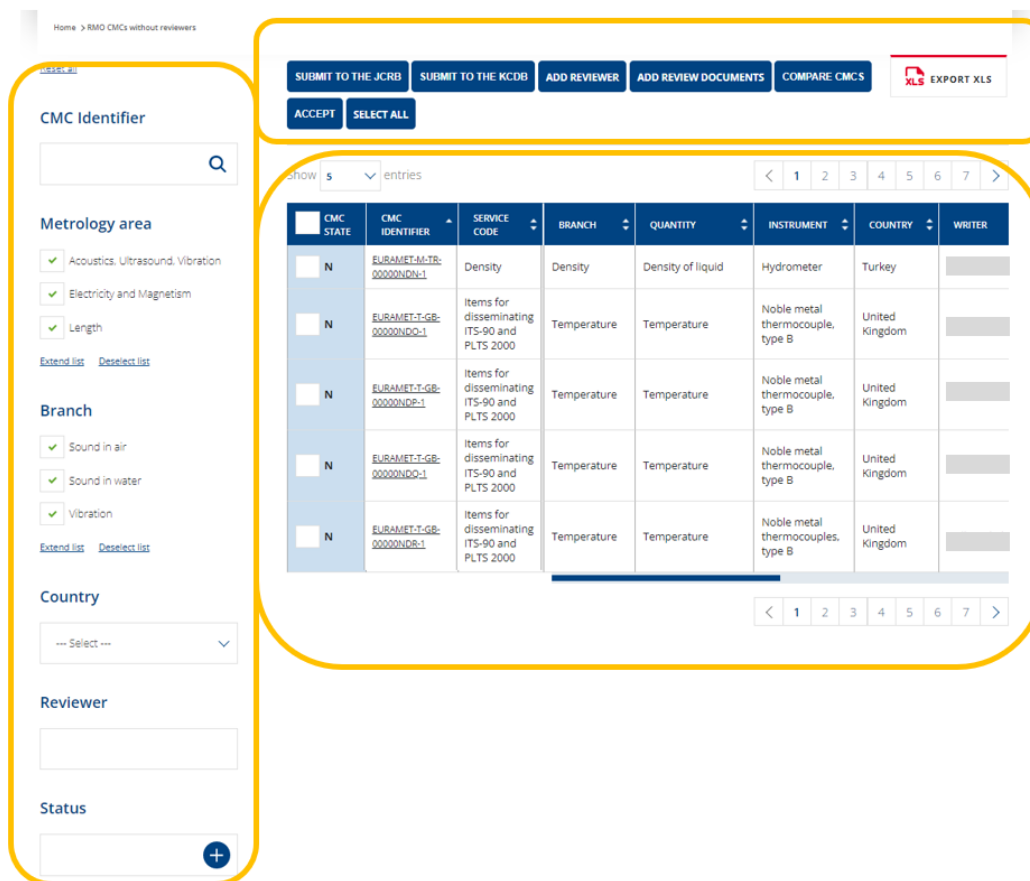 Home > RMO CMCs without reviewers
Reset all
CMC Identifier
Metrology area
Acoustics, Ultrasound, Vibration
Electricity and Magnetism
Length
Extend list Deselect list
Branch
Sound in air
Sound in water
Vibration
Extend list Deselect list
Country
--- Select ---
Reviewer
Status
SUBMIT TO THE JCRB SUBMIT TO THE KCDB ADD REVIEWER ADD REVIEW DOCUMENTS COMPARE CMCS XLS EXPORT XLS
ACCEPT SELECT ALL
Show 5 entries
< 1 2 3 4 5 6 7 >
CMC STATE CMC IDENTIFIER SERVICE CODE BRANCH QUANTITY INSTRUMENT COUNTRY WRITER
N EURAMET-M-TR-00000NDN-1 Density Density Density of liquid Hydrometer Turkey
N EURAMET-T-GB-00000NDO-1 Items for disseminating ITS-90 and PLTS 2000 Temperature Temperature Noble metal thermocouple, type B United Kingdom
N EURAMET-T-GB-00000NDP-1 Items for disseminating ITS-90 and PLTS 2000 Temperature Temperature Noble metal thermocouple, type B United Kingdom
N EURAMET-T-GB-00000NDQ-1 Items for disseminating ITS-90 and PLTS 2000 Temperature Temperature Noble metal thermocouple, type B United Kingdom
N EURAMET-T-GB-00000NDR-1 Items for disseminating ITS-90 and PLTS 2000 Temperature Temperature Noble metal thermocouples, type B United Kingdom
< 1 2 3 4 5 6 7 >